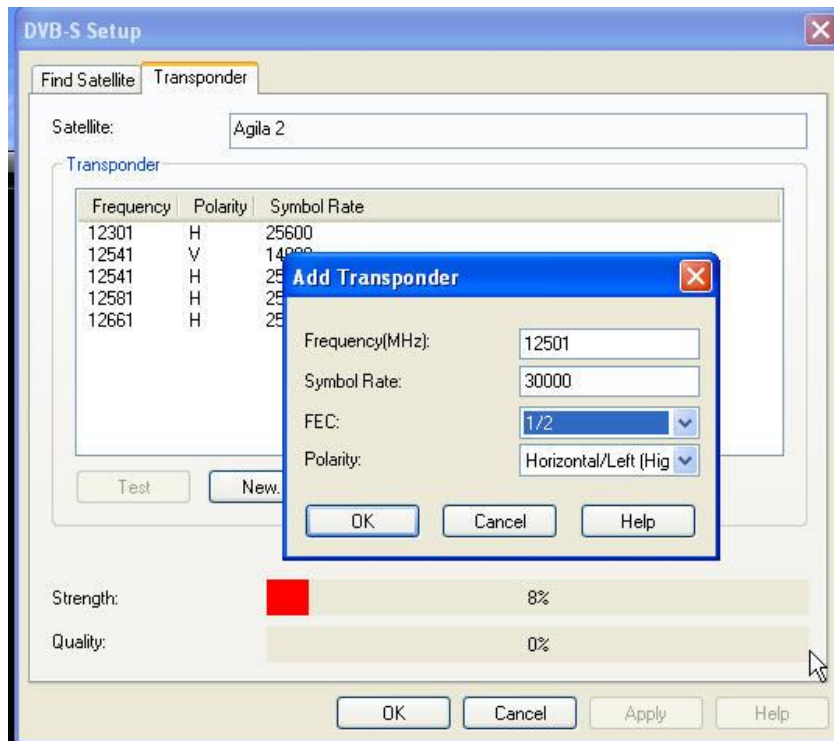 DVB-S Setup
Find Satellite Transponder
Satellite: Agila 2
Transponder
Frequency Polarity Symbol Rate
12301 H 25600
12541 V
12541 H
12581 H
12661 H
Test New.
Add Transponder
Frequency(MHz): 12501
Symbol Rate: 30000
FEC: 1/2
Polarity: Horizontal/Left (Hig
OK Cancel Help
Strength: 8%
Quality: 0%
OK Cancel Apply Help